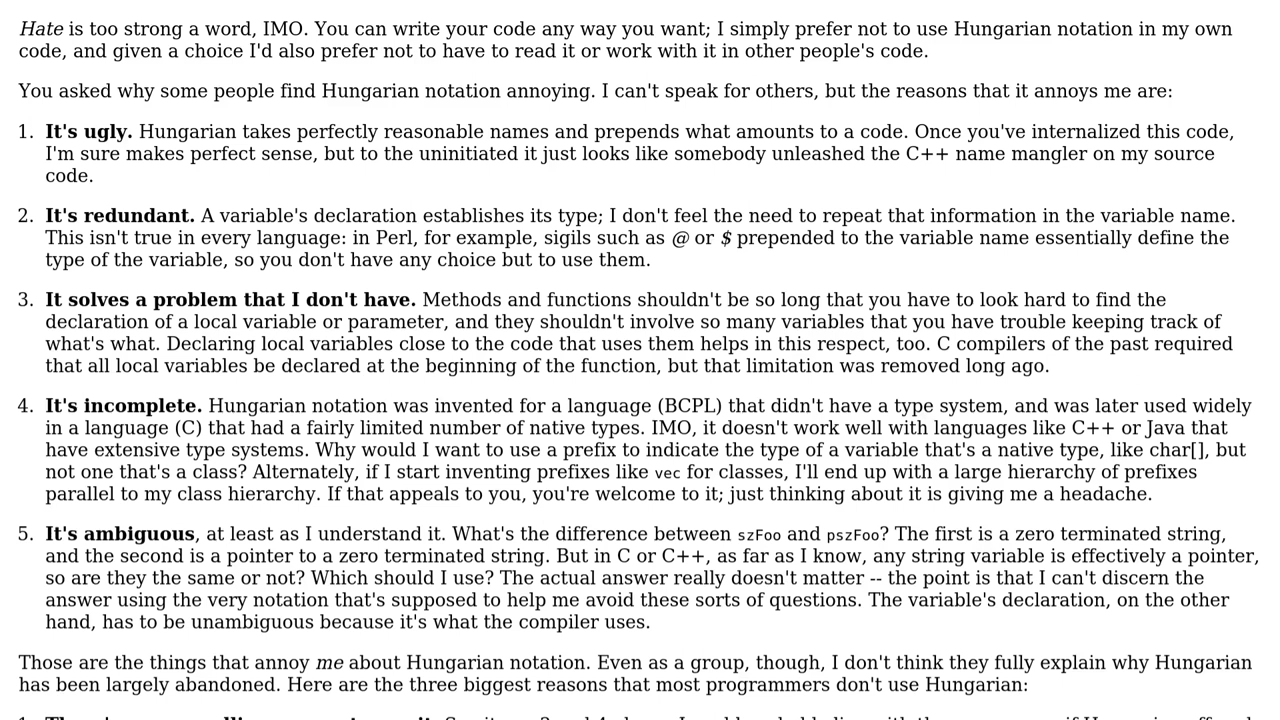 Hate is too strong a word, IMO. You can write your code any way you want; I simply prefer not to use Hungarian notation in my own
code, and given a choice I'd also prefer not to have to read it or work with it in other people's code.
You asked why some people find Hungarian notation annoying. I can't speak for others, but the reasons that it annoys me are:
1. It's ugly. Hungarian takes perfectly reasonable names and prepends what amounts to a code. Once you've internalized this code,
I'm sure makes perfect sense, but to the uninitiated it just looks like somebody unleashed the C++ name mangler on my source
code.
2. It's redundant. A variable's declaration establishes its type; I don't feel the need to repeat that information in the variable name.
This isn't true in every language: in Perl, for example, sigils such as @ or $ prepended to the variable name essentially define the
type of the variable, so you don't have any choice but to use them.
3. It solves a problem that I don't have. Methods and functions shouldn't be so long that you have to look hard to find the
declaration of a local variable or parameter, and they shouldn't involve so many variables that you have trouble keeping track of
what's what. Declaring local variables close to the code that uses them helps in this respect, too. C compilers of the past required
that all local variables be declared at the beginning of the function, but that limitation was removed long ago.
4. It's incomplete. Hungarian notation was invented for a language (BCPL) that didn't have a type system, and was later used widely
in a language (C) that had a fairly limited number of native types. IMO, it doesn't work well with languages like C++ or Java that
have extensive type systems. Why would I want to use a prefix to indicate the type of a variable that's a native type, like char[], but
not one that's a class? Alternately, if I start inventing prefixes like vec for classes, I'll end up with a large hierarchy of prefixes
parallel to my class hierarchy. If that appeals to you, you're welcome to it; just thinking about it is giving me a headache.
5. It's ambiguous, at least as I understand it. What's the difference between szFoo and pszFoo? The first is a zero terminated string,
and the second is a pointer to a zero terminated string. But in C or C++, as far as I know, any string variable is effectively a pointer,
so are they the same or not? Which should I use? The actual answer really doesn't matter -- the point is that I can't discern the
answer using the very notation that's supposed to help me avoid these sorts of questions. The variable's declaration, on the other
hand, has to be unambiguous because it's what the compiler uses.
Those are the things that annoy me about Hungarian notation. Even as a group, though, I don't think they fully explain why Hungarian
has been largely abandoned. Here are the three biggest reasons that most programmers don't use Hungarian: